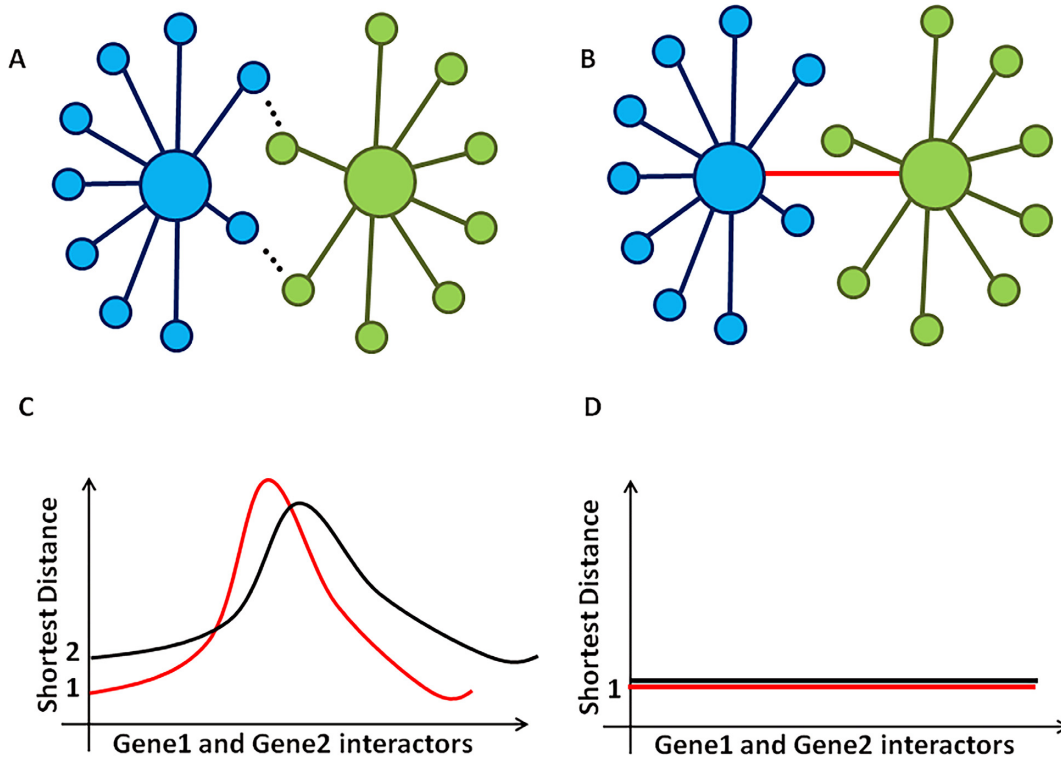 A
B
C
D
Shortest Distance
2
1
Gene1 and Gene2 interactors
Shortest Distance
1
Gene1 and Gene2 interactors